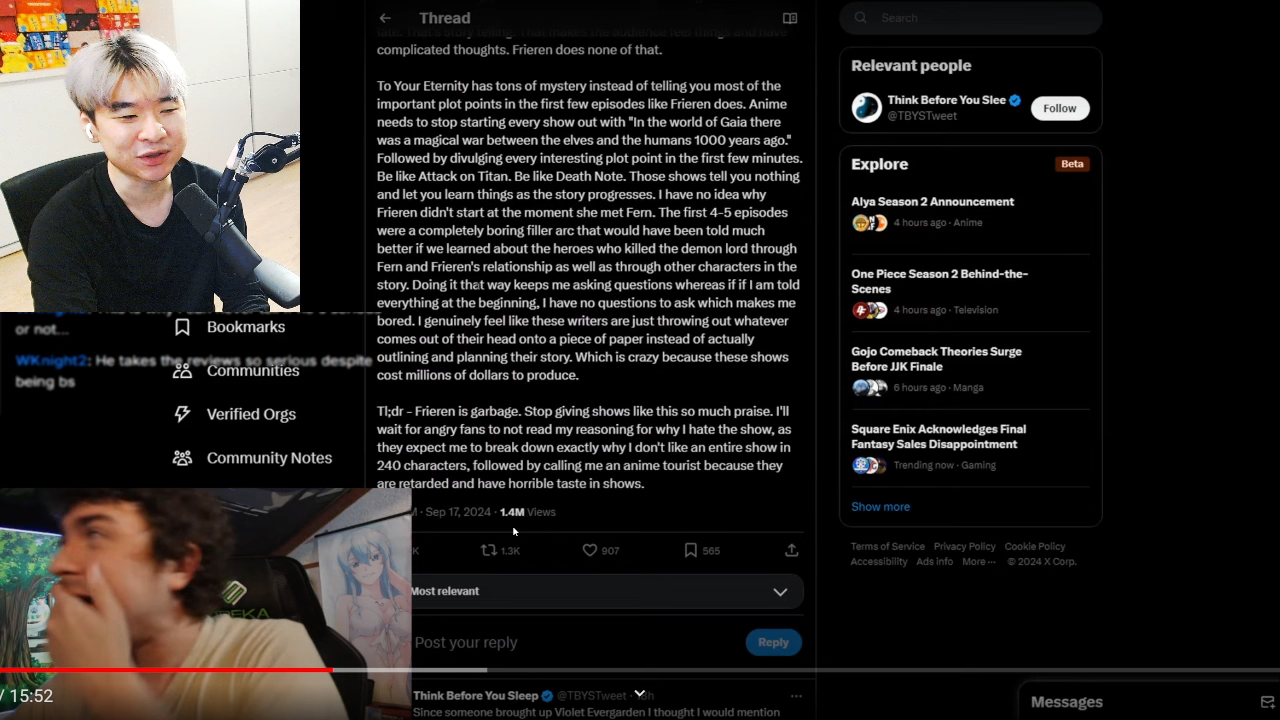 Thread
Search
complicated thoughts. Frieren does none of that.
To Your Eternity has tons of mystery instead of telling you most of the
important plot points in the first few episodes like Frieren does. Anime
needs to stop starting every show out with "In the world of Gaia there
was a magical war between the elves and the humans 1000 years ago."
Followed by divulging every interesting plot point in the first few minutes.
Be like Attack on Titan. Be like Death Note. Those shows tell you nothing
and let you learn things as the story progresses. I have no idea why
Frieren didn't start at the moment she met Fern. The first 4-5 episodes
were a completely boring filler arc that would have been told much
better if we learned about the heroes who killed the demon lord through
Fern and Frieren's relationship as well as through other characters in the
story. Doing it that way keeps me asking questions whereas if if I am told
everything at the beginning, I have no questions to ask which makes me
bored. I genuinely feel like these writers are just throwing out whatever
comes out of their head onto a piece of paper instead of actually
outlining and planning their story. Which is crazy because these shows
cost millions of dollars to produce.
Tl;dr - Frieren is garbage. Stop giving shows like this so much praise. I'll
wait for angry fans to not read my reasoning for why I hate the show, as
they expect me to break down exactly why I don't like an entire show in
240 characters, followed by calling me an anime tourist because they
are retarded and have horrible taste in shows.
M · Sep 17, 2024 · 1.4M Views
K 1.3K 907 565
Most relevant
Post your reply
Reply
Think Before You Sleep @TBYSTweet
Since someone brought up Violet Evergarden I thought I would mention
or not...
WKnight2: He takes the reviews so serious despite
being bs
Bookmarks
Communities
Verified Orgs
Community Notes
/ 15:52
Relevant people
Think Before You Slee
@TBYSTweet
Follow
Explore
Beta
Alya Season 2 Announcement
4 hours ago · Anime
One Piece Season 2 Behind-the-
Scenes
4 hours ago · Television
Gojo Comeback Theories Surge
Before JJK Finale
6 hours ago · Manga
Square Enix Acknowledges Final
Fantasy Sales Disappointment
Trending now · Gaming
Show more
Terms of Service Privacy Policy Cookie Policy
Accessibility Ads info More ··· © 2024 X Corp.
Messages